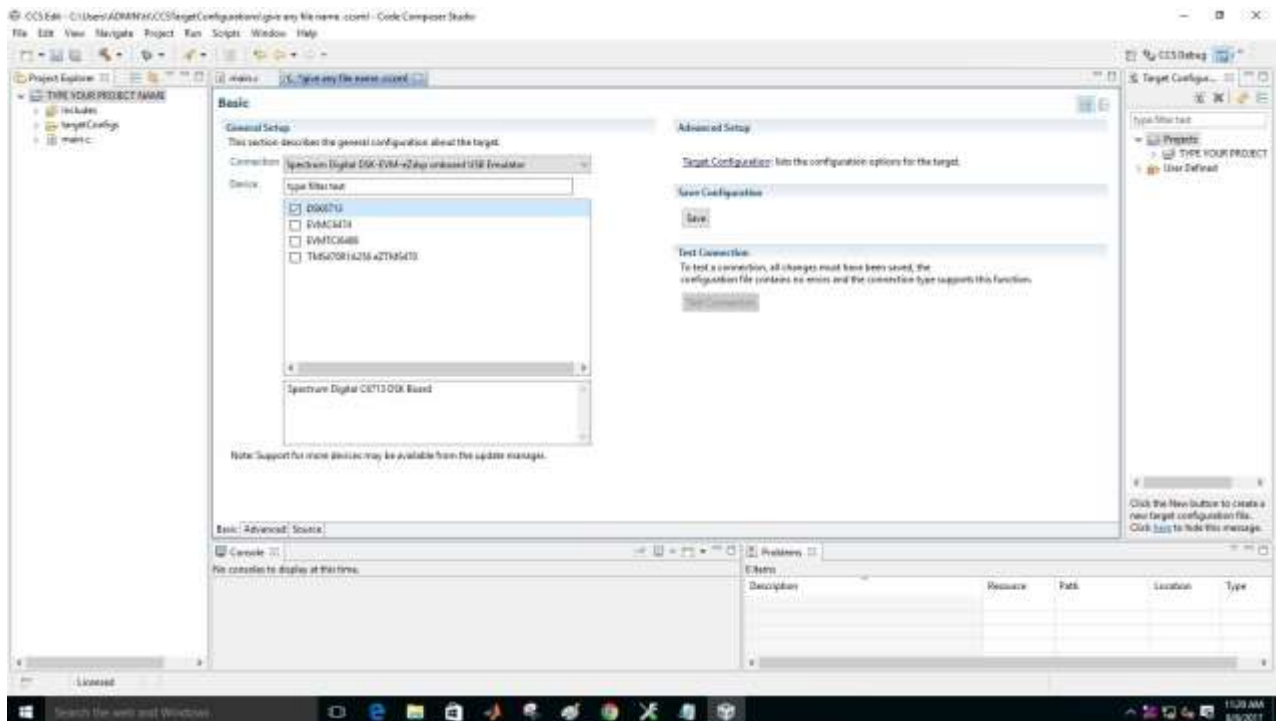 CCS Edit - C:\Users\ADMIN\ti\CCSTargetConfigurations\give any file name .ccxml - Code Composer Studio
File Edit View Navigate Project Run Scripts Window Help
CCS Debug
Project Explorer
main.c
*give any file name .ccxml
Target Configur...
TYPE YOUR PROJECT NAME
Includes
targetConfigs
main.c
Basic
General Setup
This section describes the general configuration about the target.
Connection
Spectrum Digital DSK-EVM-eZdsp onboard USB Emulator
Device
type filter text
DSK6713
EVMC6474
EVMTCI6488
Spectrum Digital C6713 DSK Board
Note: Support for more devices may be available from the update manager.
Advanced Setup
Target Configuration: lists the configuration options for the target.
Save Configuration
Save
Test Connection
To test a connection, all changes must have been saved, the
configuration file contains no errors and the connection type supports this function.
Test Connection
type filter text
Projects
TYPE YOUR PROJECT
User Defined
Click the New button to create a
new target configuration file.
Click here to hide this message.
Basic Advanced Source
Console
No consoles to display at this time.
Problems
0 items
Description Resource Path Location Type
Licensed
Search the web and Windows
11:20 AM